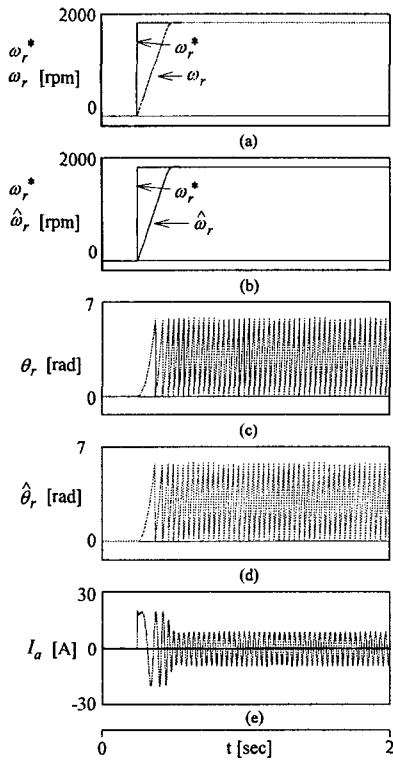 2000
ω_r^*
ω_r^*
ω_r [rpm]
ω_r
0
(a)
2000
ω_r^*
ω_r^*
ω̂_r [rpm]
ω̂_r
0
(b)
7
θ_r [rad]
0
(c)
7
θ̂_r [rad]
0
(d)
30
I_a [A] 0
-30
(e)
0 2
t [sec]